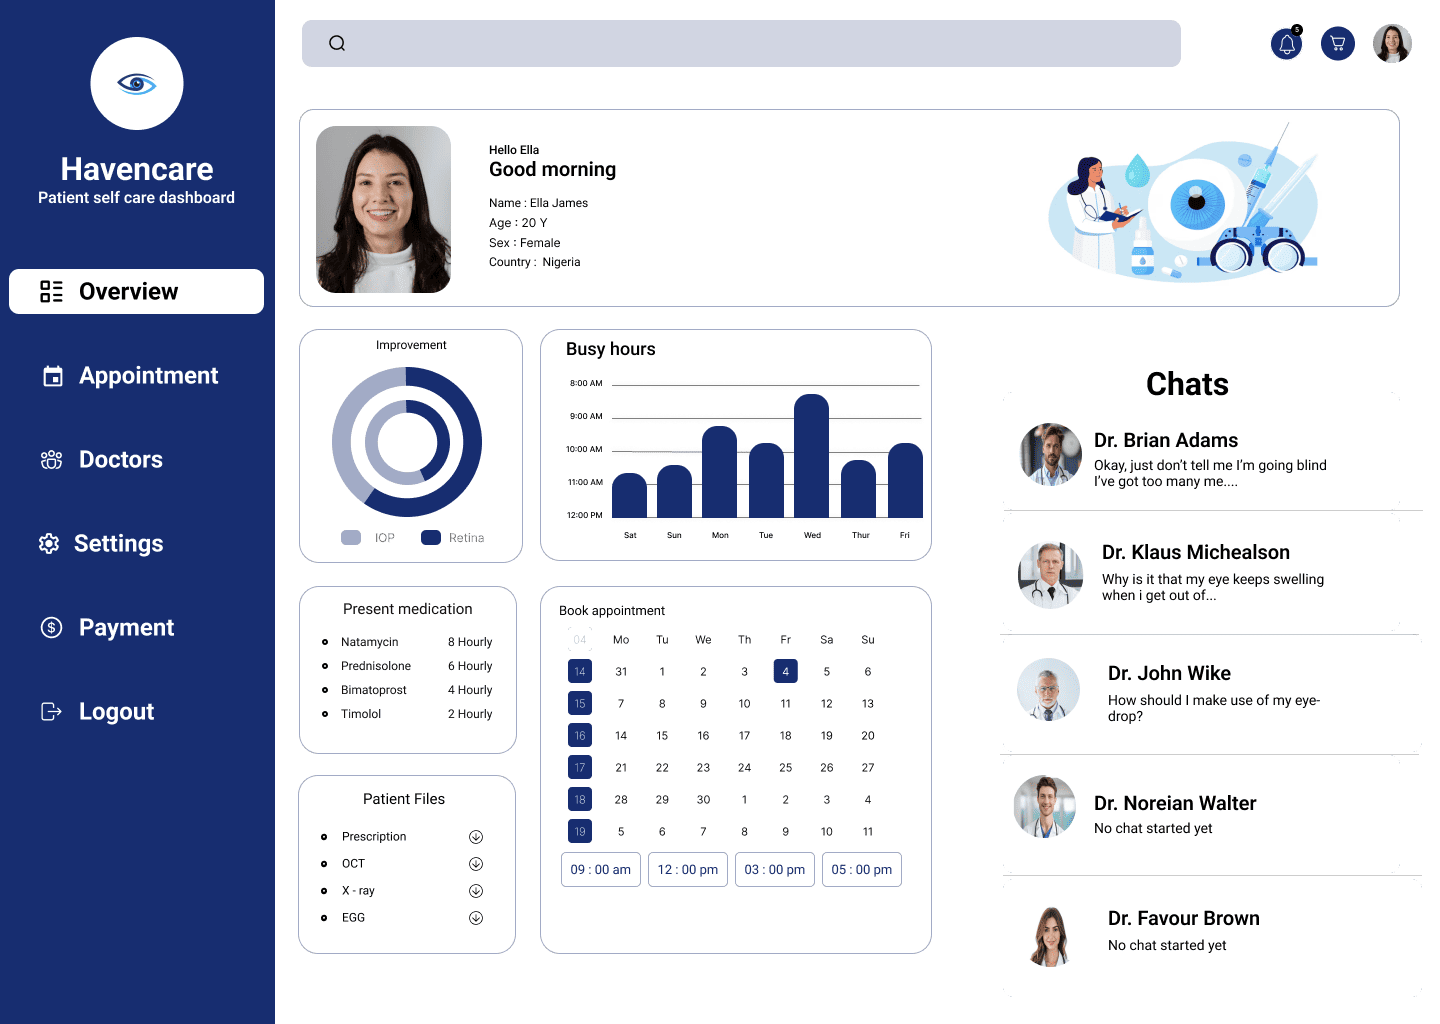 Havencare
Patient self care dashboard
Overview
Appointment
Doctors
Settings
Payment
Logout
5
Hello Ella
Good morning
Name : Ella James
Age : 20 Y
Sex : Female
Country : Nigeria
Improvement
IOP Retina
Busy hours
8:00 AM
9:00 AM
10:00 AM
11:00 AM
12:00 PM
Sat Sun Mon Tue Wed Thur Fri
Present medication
Natamycin 8 Hourly
Prednisolone 6 Hourly
Bimatoprost 4 Hourly
Timolol 2 Hourly
Patient Files
Prescription
OCT
X - ray
EGG
Book appointment
04 Mo Tu We Th Fr Sa Su
14 31 1 2 3 4 5 6
15 7 8 9 10 11 12 13
16 14 15 16 17 18 19 20
17 21 22 23 24 25 26 27
18 28 29 30 1 2 3 4
19 5 6 7 8 9 10 11
09 : 00 am 12 : 00 pm 03 : 00 pm 05 : 00 pm
Chats
Dr. Brian Adams
Okay, just don't tell me I'm going blind
I've got too many me....
Dr. Klaus Michealson
Why is it that my eye keeps swelling
when i get out of...
Dr. John Wike
How should I make use of my eye-
drop?
Dr. Noreian Walter
No chat started yet
Dr. Favour Brown
No chat started yet